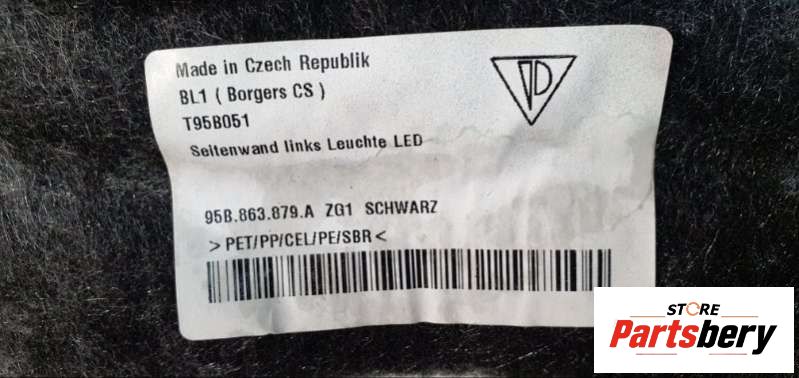 Made in Czech Republik
BL1 ( Borgers CS )
T95B051
Seitenwand links Leuchte LED
95B.863.879.A ZG1 SCHWARZ
> PET/PP/CEL/PE/SBR <
STORE
Partsbery